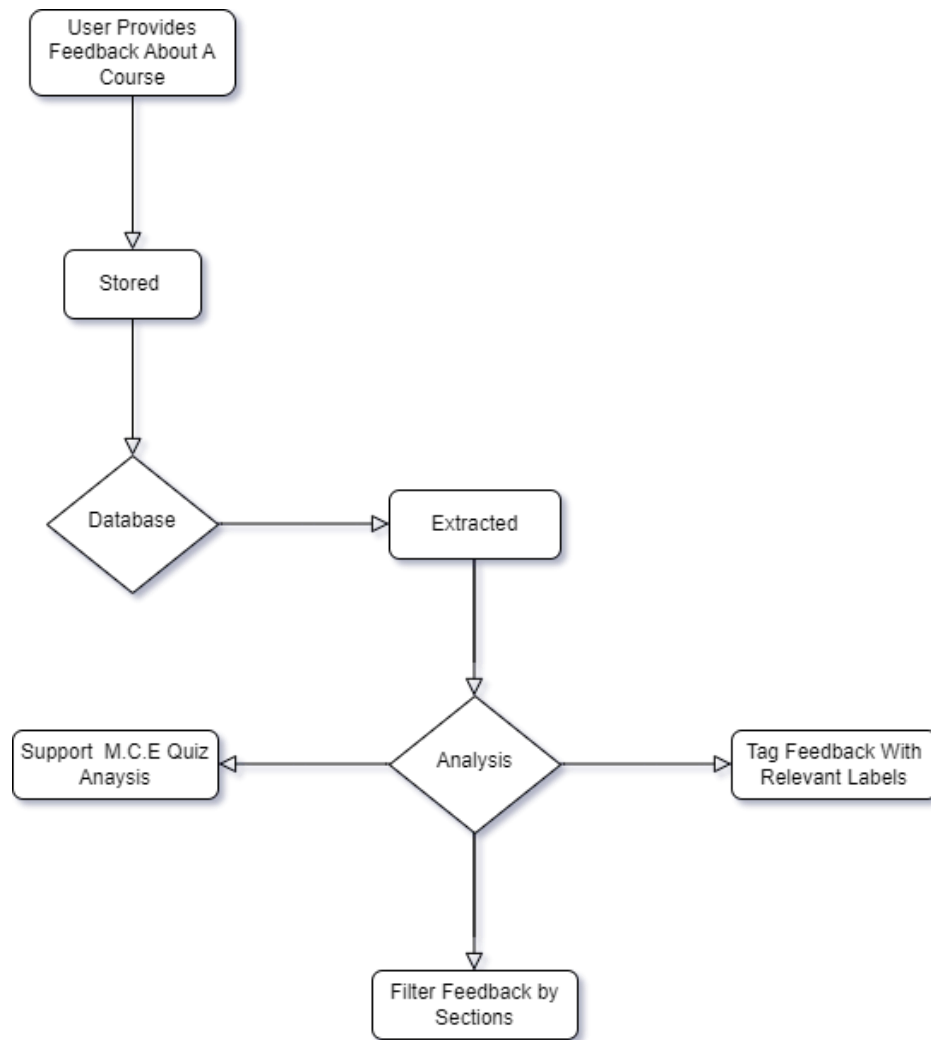 User Provides
Feedback About A
Course
Stored
Database
Extracted
Analysis
Support  M.C.E Quiz
Anaysis
Tag Feedback With
Relevant Labels
Filter Feedback by
Sections